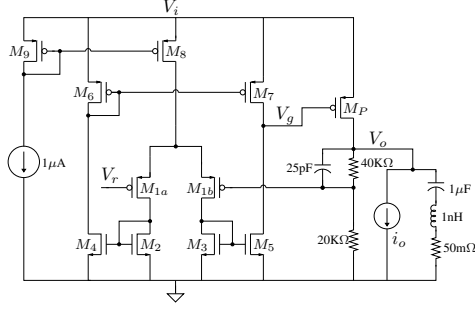 V_i
M_9
M_8
M_6
M_7
V_g
M_P
V_o
1μA
V_r
M_{1a}
M_{1b}
25pF
40KΩ
1μF
1nH
M_4
M_2
M_3
M_5
20KΩ
i_o
50mΩ